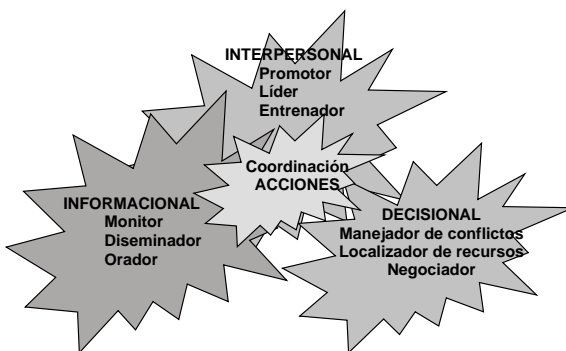 INTERPERSONAL
Promotor
Líder
Entrenador
Coordinación
ACCIONES
INFORMACIONAL
Monitor
Diseminador
Orador
DECISIONAL
Manejador de conflictos
Localizador de recursos
Negociador